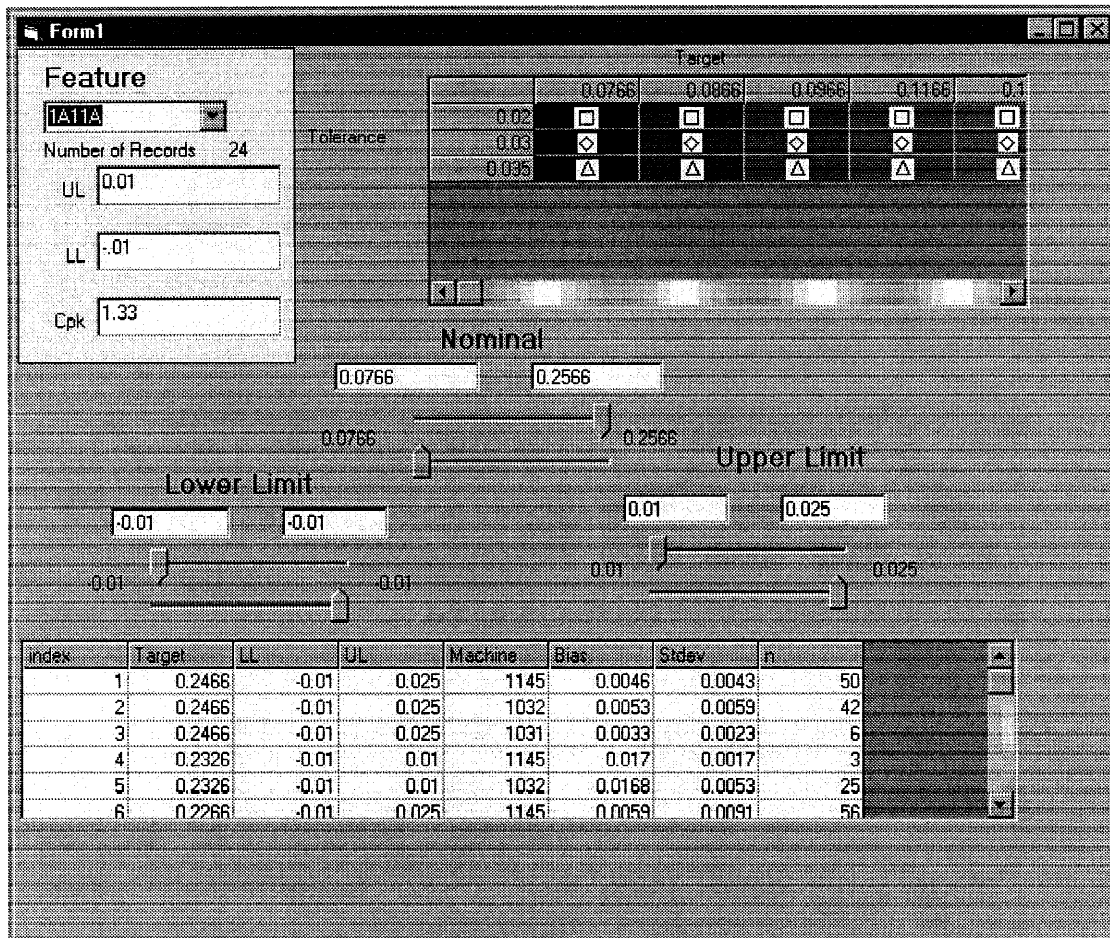 Form1
Feature
1A11A
Number of Records 24
UL 0.01
LL -.01
Cpk 1.33
Target
0.0766 0.0866 0.0966 0.1166 0.1
Tolerance
0.02
0.03
0.035
Nominal
0.0766 0.2566
0.0766 0.2566
Lower Limit
-0.01 -0.01
-0.01 -0.01
Upper Limit
0.01 0.025
0.01 0.025
index Target LL UL Machine Bias Stdev n
1 0.2466 -0.01 0.025 1145 0.0046 0.0043 50
2 0.2466 -0.01 0.025 1032 0.0053 0.0059 42
3 0.2466 -0.01 0.025 1031 0.0033 0.0023 6
4 0.2326 -0.01 0.01 1145 0.017 0.0017 3
5 0.2326 -0.01 0.01 1032 0.0168 0.0053 25
6 0.2266 -0.01 0.025 1145 0.0059 0.0091 56